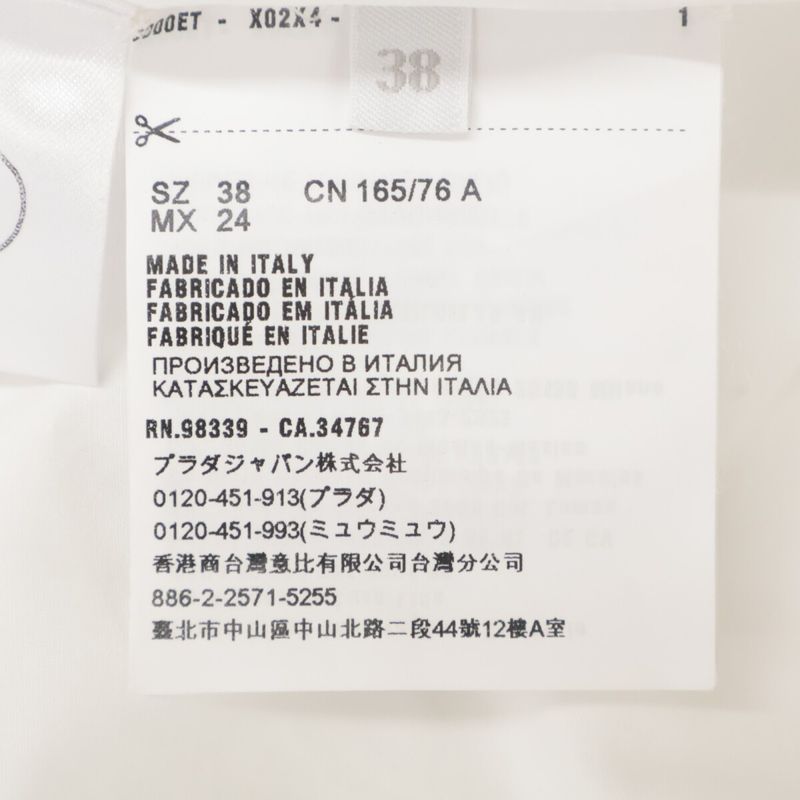 000ET - X02X4 - 1
38
SZ 38 CN 165/76 A
MX 24
MADE IN ITALY
FABRICADO EN ITALIA
FABRICADO EM ITÁLIA
FABRIQUÉ EN ITALIE
ПРОИЗВЕДЕНО В ИТАЛИЯ
ΚΑΤΑΣΚΕΥΑΖΕΤΑΙ ΣΤΗΝ ΙΤΑΛΙΑ
RN.98339 - CA.34767
プラダジャパン株式会社
0120-451-913(プラダ)
0120-451-993(ミュウミュウ)
香港商台灣意比有限公司台灣分公司
886-2-2571-5255
臺北市中山區中山北路二段44號12樓A室